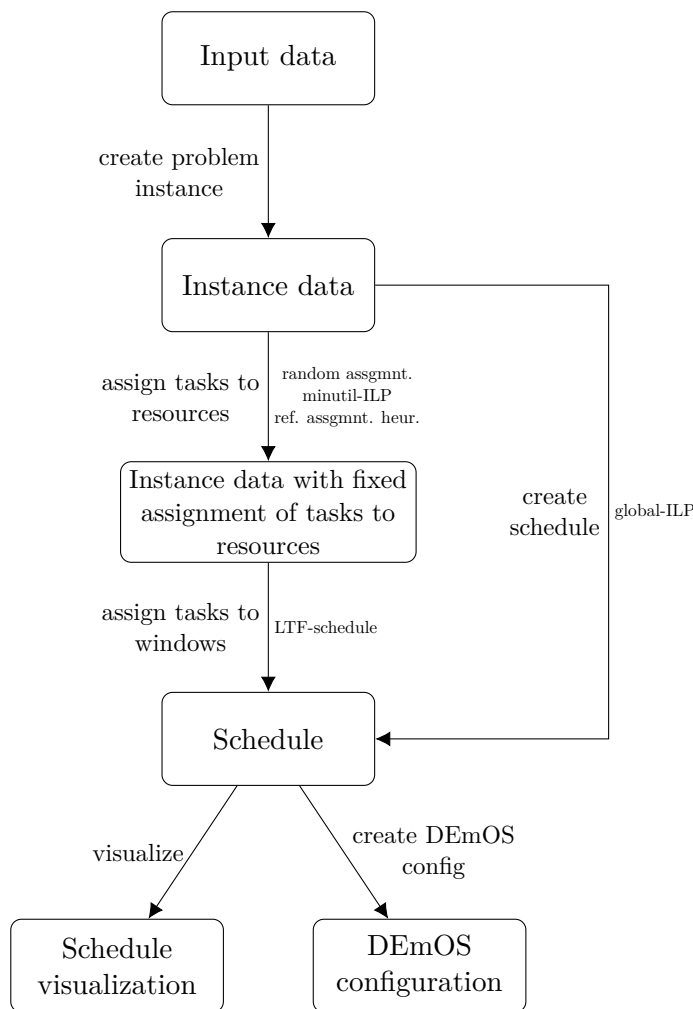 Input data
create problem
instance
Instance data
assign tasks to
resources
random assgmnt.
minutil-ILP
ref. assgmnt. heur.
Instance data with fixed
assignment of tasks to
resources
create
schedule
global-ILP
assign tasks to
windows
LTF-schedule
Schedule
visualize
create DEmOS
config
Schedule
visualization
DEmOS
configuration